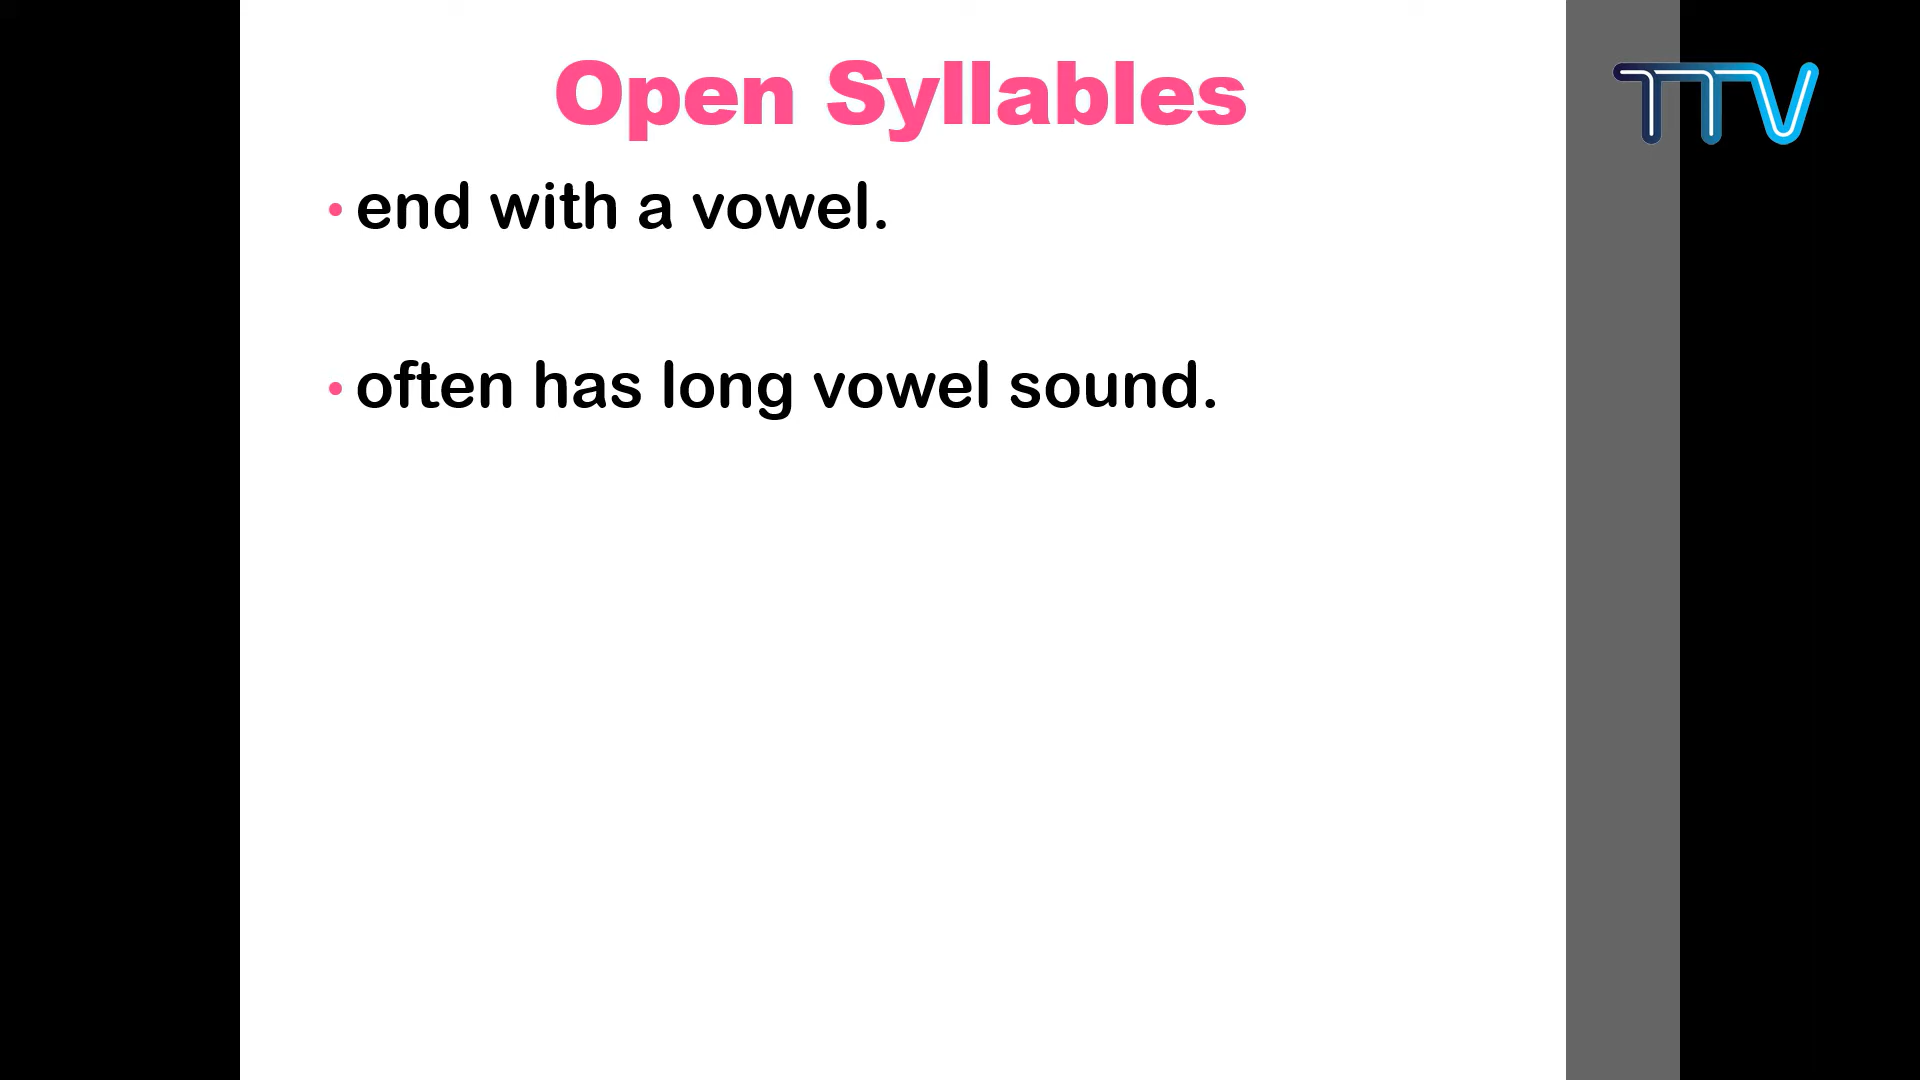 Open Syllables
TTV
• end with a vowel.
• often has long vowel sound.